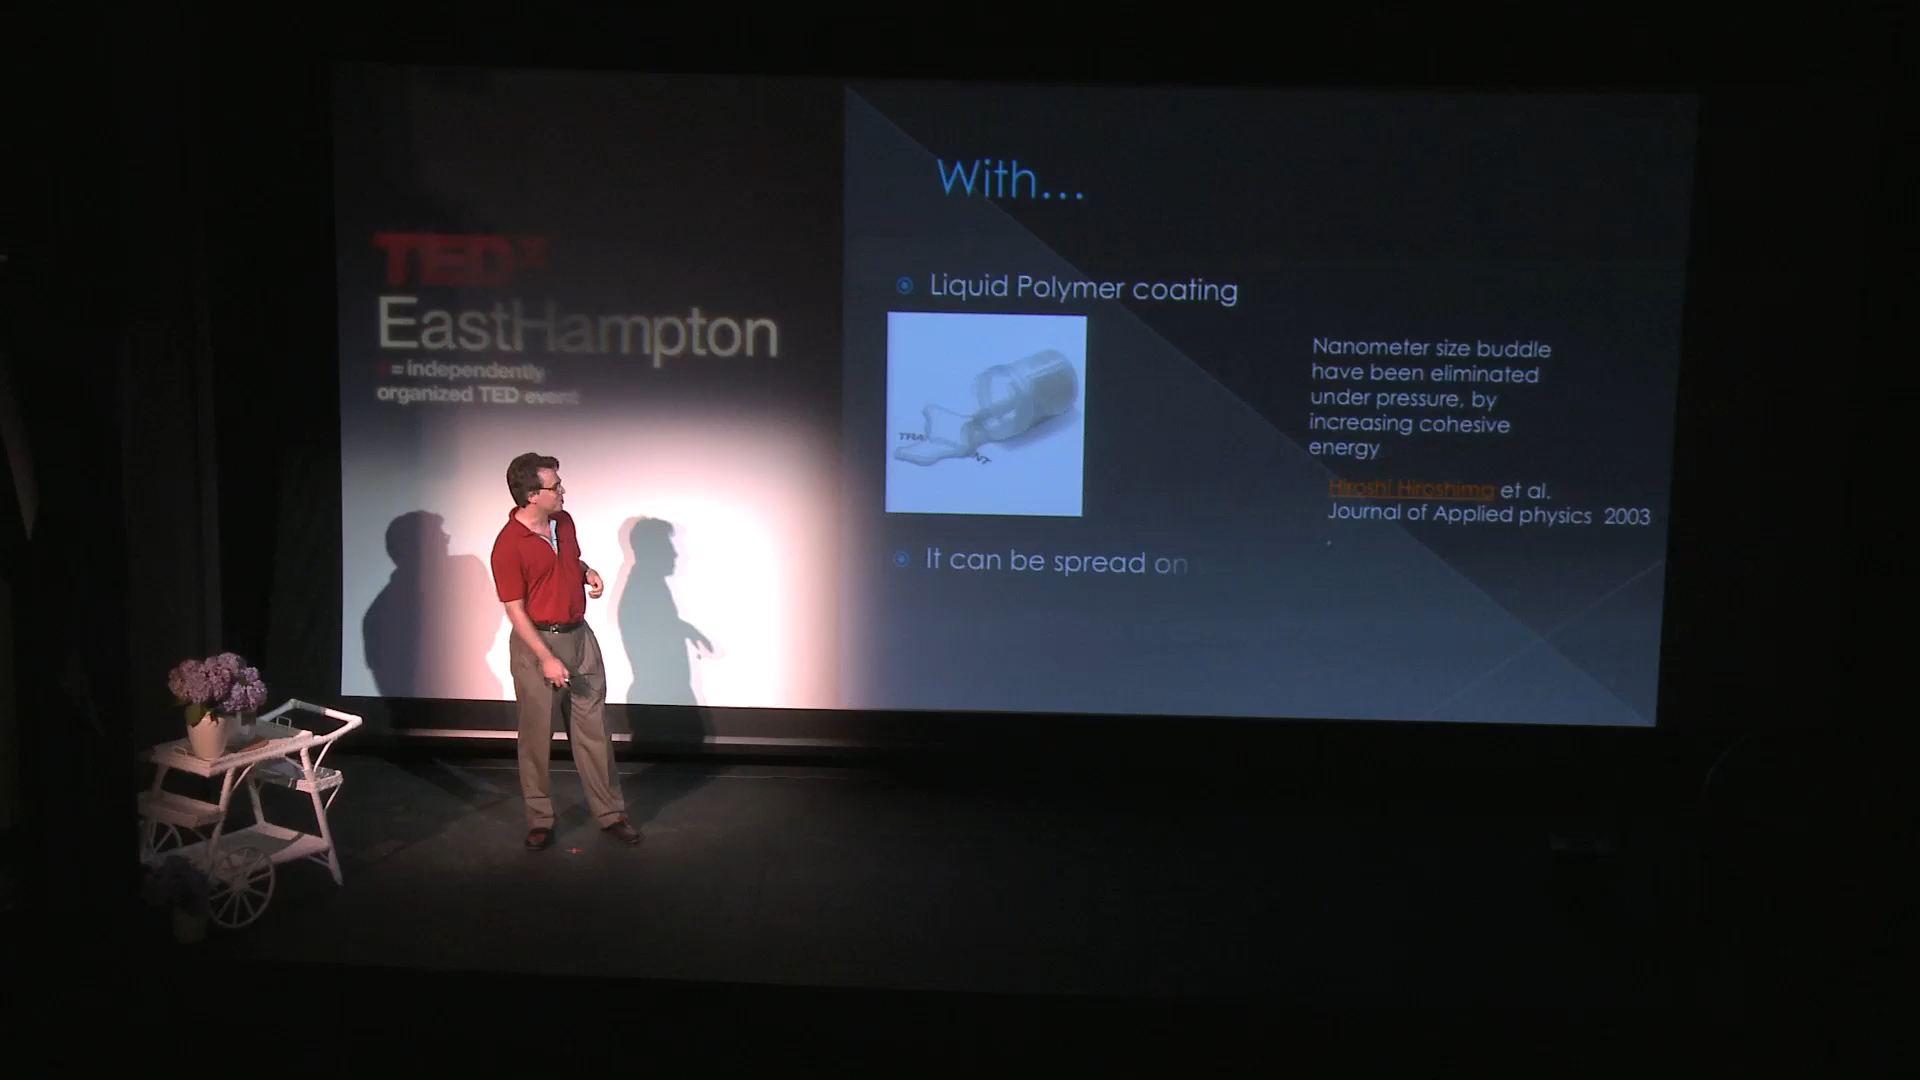 TEDx
EastHampton
x = independently
organized TED event
With...
Liquid Polymer coating
Nanometer size buddle
have been eliminated
under pressure, by
increasing cohesive
energy
Hiroshi Hiroshima et al.
Journal of Applied physics 2003
.
It can be spread on